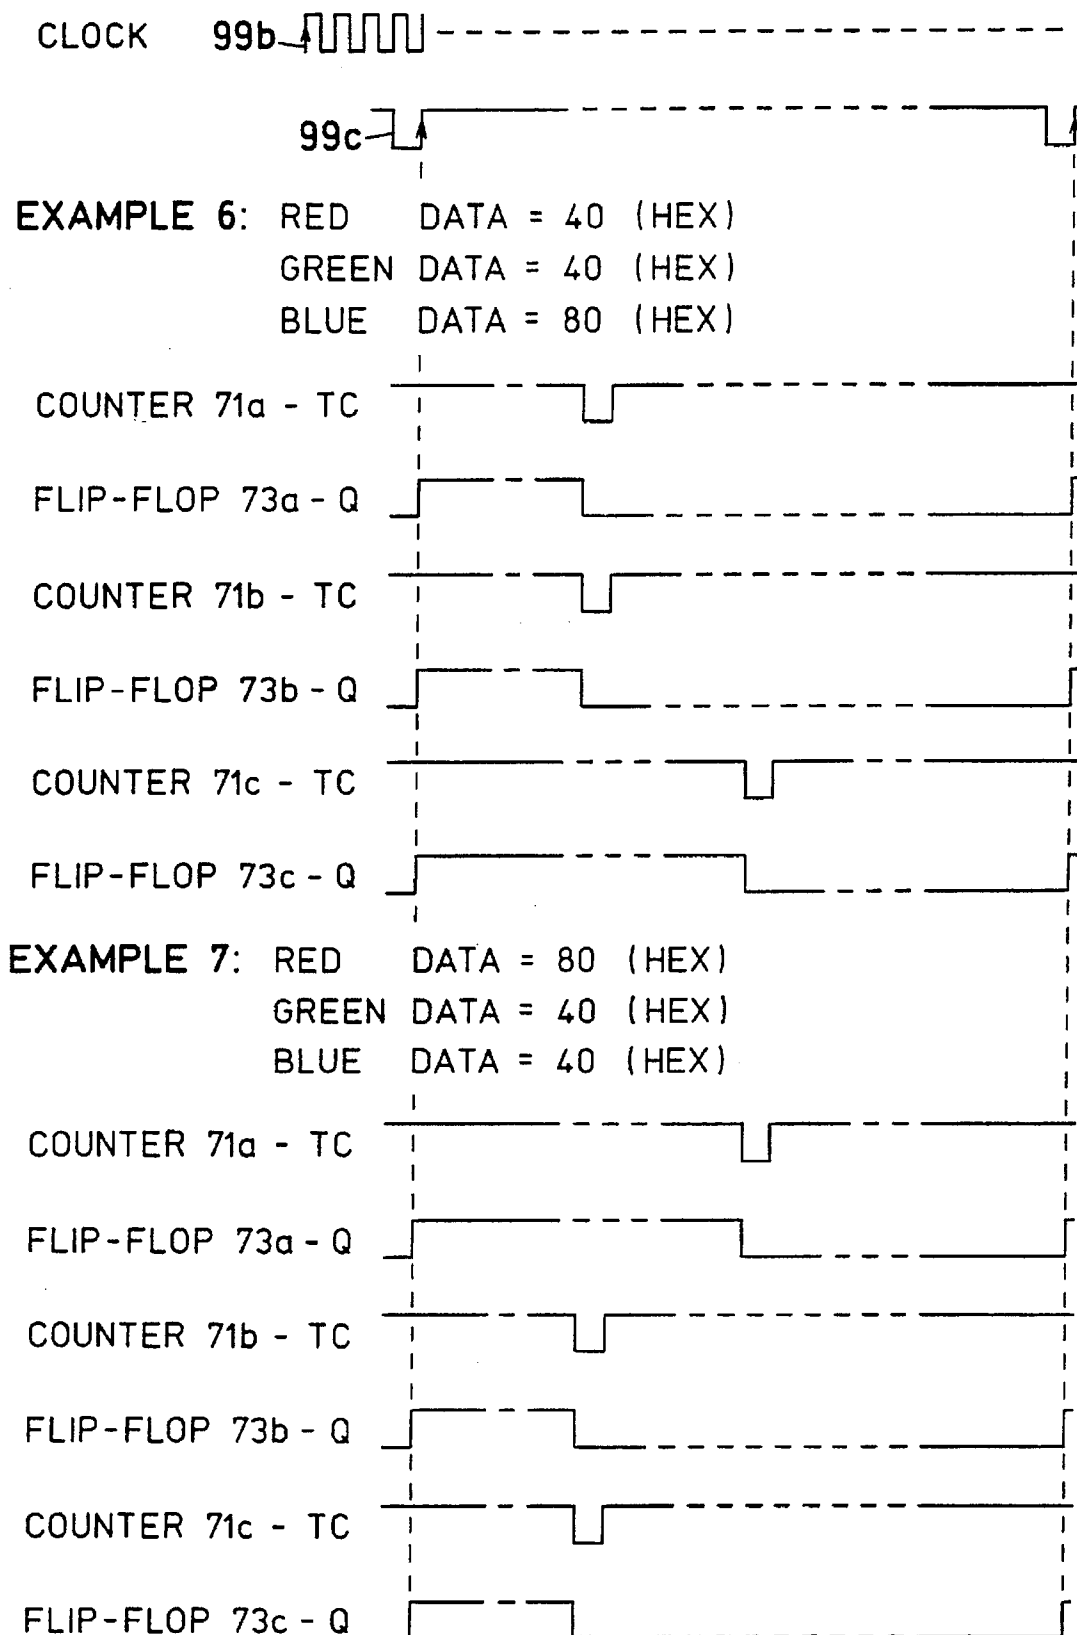 CLOCK 99b
99c
EXAMPLE 6: RED DATA = 40 (HEX)
GREEN DATA = 40 (HEX)
BLUE DATA = 80 (HEX)
COUNTER 71a - TC
FLIP-FLOP 73a - Q
COUNTER 71b - TC
FLIP-FLOP 73b - Q
COUNTER 71c - TC
FLIP-FLOP 73c - Q
EXAMPLE 7: RED DATA = 80 (HEX)
GREEN DATA = 40 (HEX)
BLUE DATA = 40 (HEX)
COUNTER 71a - TC
FLIP-FLOP 73a - Q
COUNTER 71b - TC
FLIP-FLOP 73b - Q
COUNTER 71c - TC
FLIP-FLOP 73c - Q